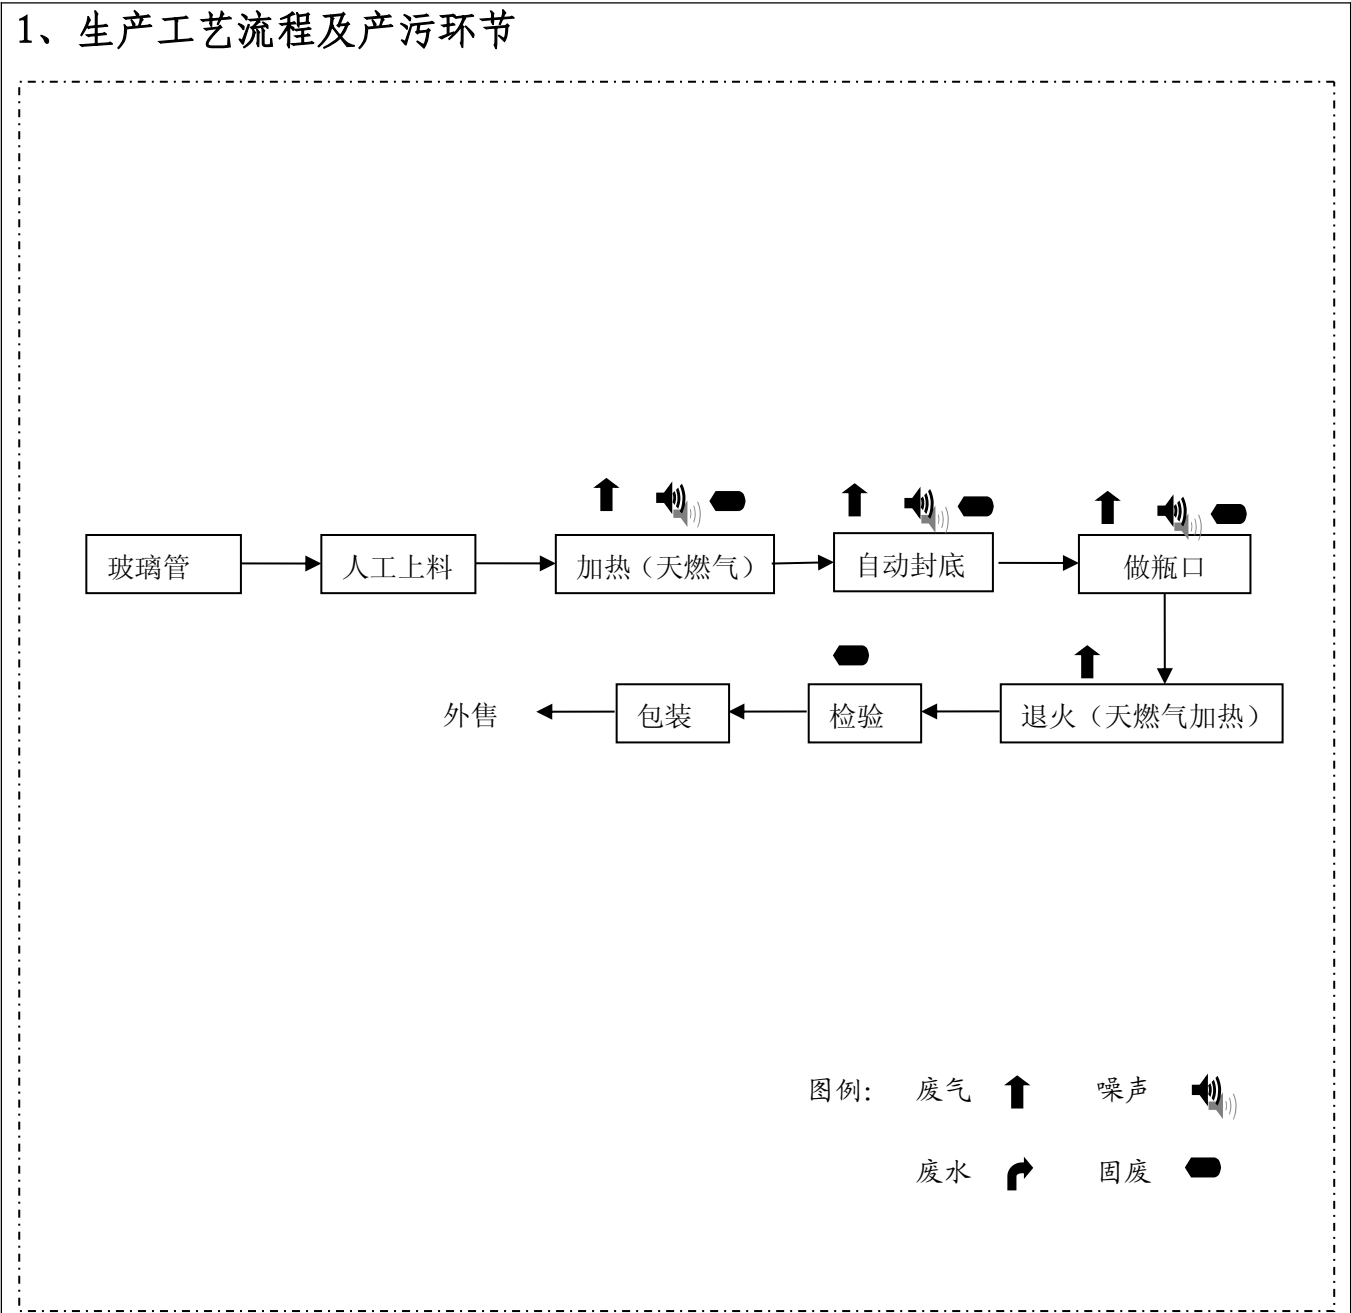 1、生产工艺流程及产污环节
玻璃管
人工上料
加热（天燃气）
自动封底
做瓶口
外售
包装
检验
退火（天燃气加热）
图例： 废气 噪声
废水 固废